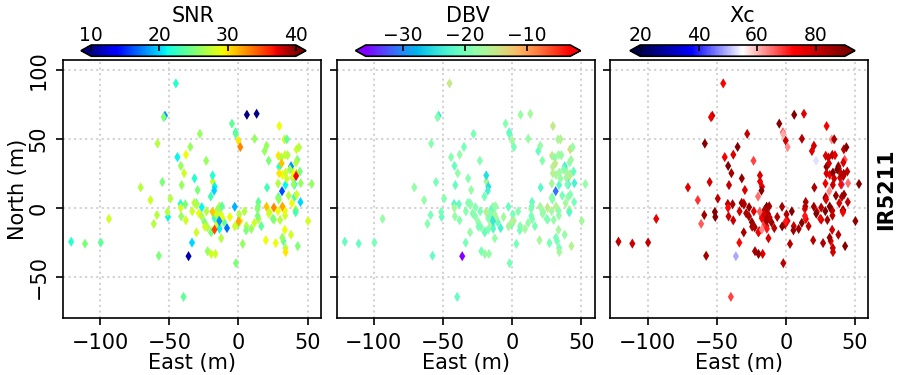 SNR DBV Xc
10 20 30 40 −30 −20 −10 20 40 60 80
100
50
0
−50
North (m)
IR5211
−100 −50 0 50 −100 −50 0 50 −100 −50 0 50
East (m) East (m) East (m)